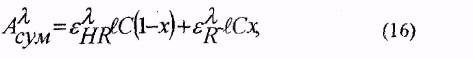 A^λ_сум = ε^λ_HR ℓC(1-x) + ε^λ_R- ℓCx, (16)